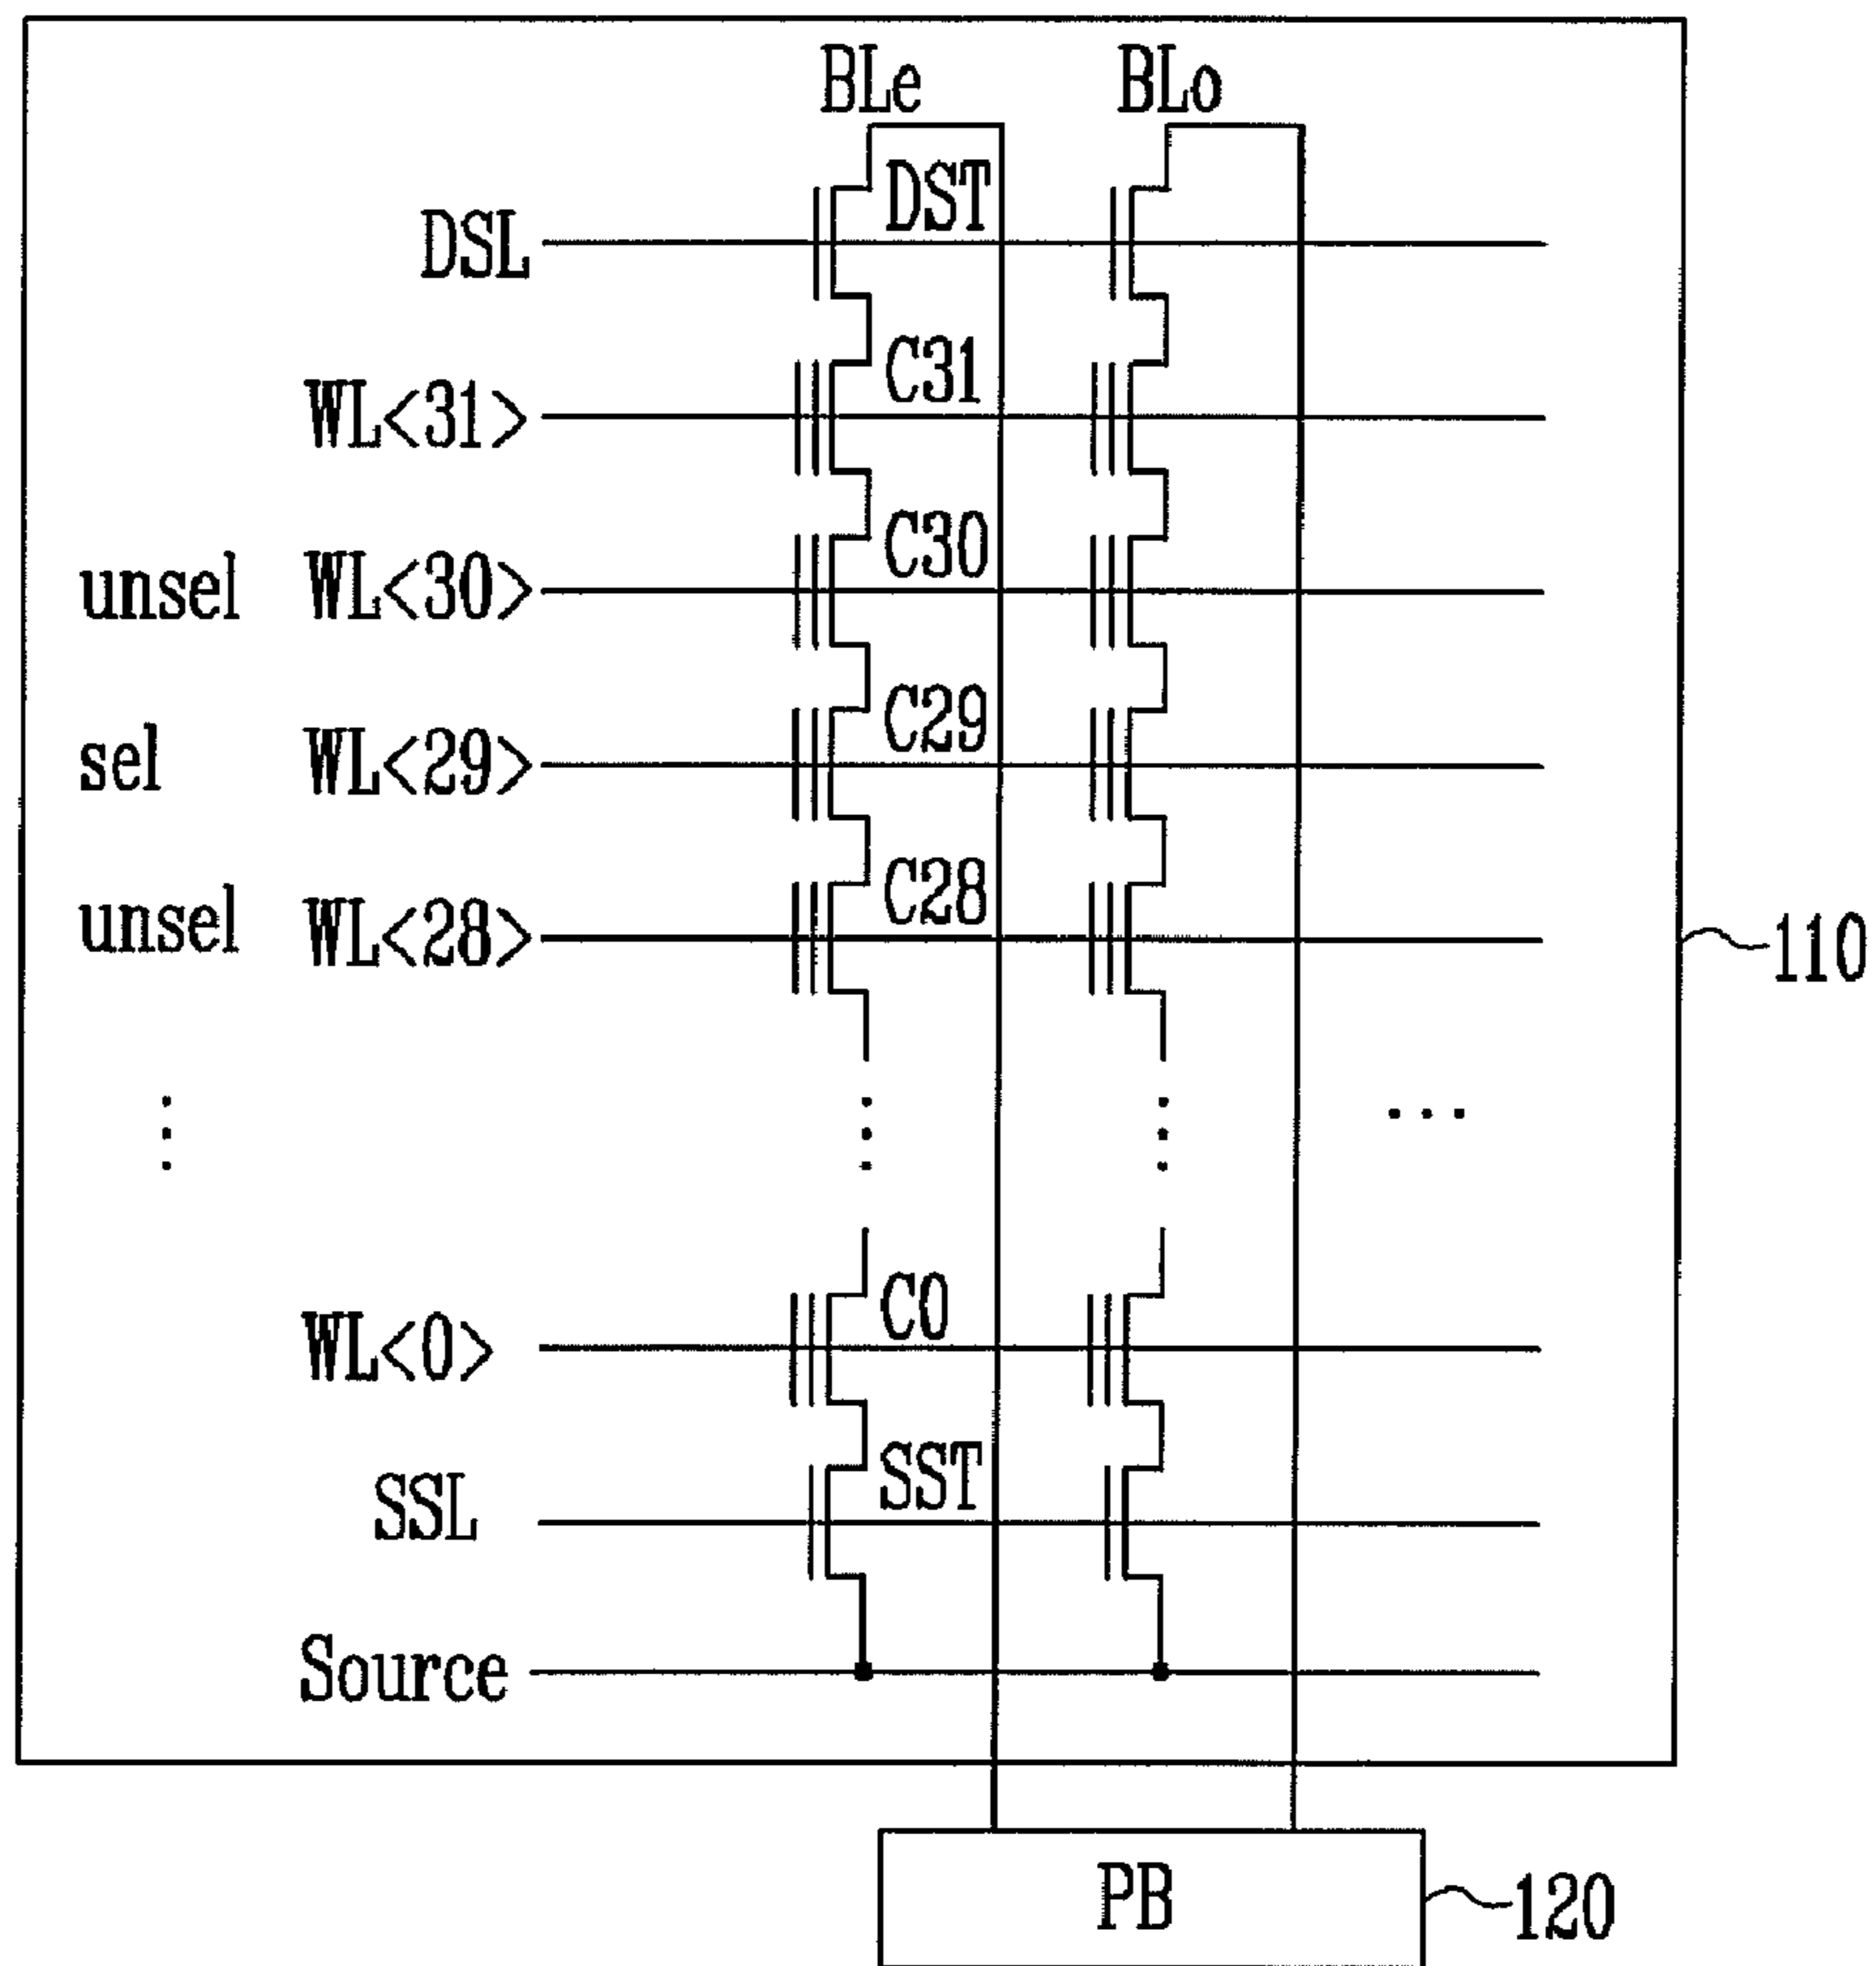 BLe BLo
DSL DST
WL<31> C31
unsel WL<30> C30
sel WL<29> C29
unsel WL<28> C28
110
WL<0> C0
SSL SST
Source
PB
120